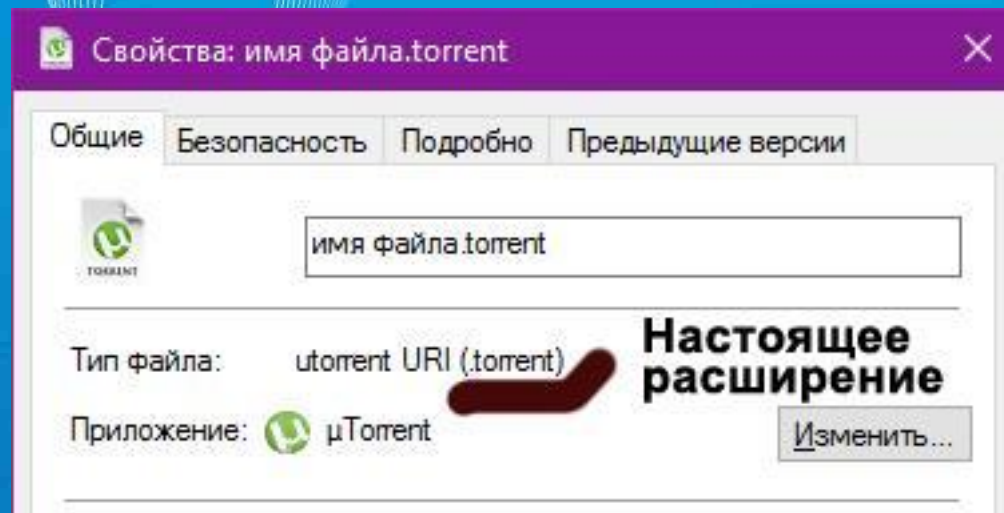 Свойства: имя файла.torrent
Общие Безопасность Подробно Предыдущие версии
TORRENT
имя файла.torrent
Тип файла: utorrent URI (.torrent)
Настоящее
расширение
Приложение: µTorrent
Изменить...